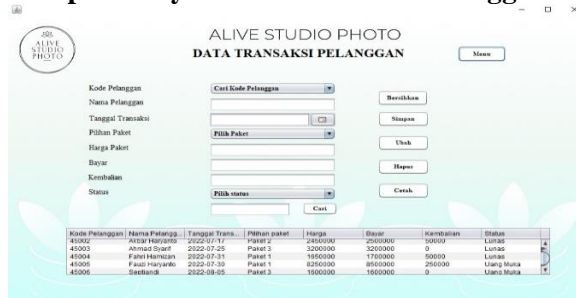 ALIVE STUDIO PHOTO
ALIVE
STUDIO
PHOTO
DATA TRANSAKSI PELANGGAN
Menu
Kode Pelanggan
Cari Kode Pelanggan
Nama Pelanggan
Bersihkan
Tanggal Transaksi
Simpan
Pilihan Paket
Pilih Paket
Harga Paket
Ubah
Bayar
Hapus
Kembalian
Status
Pilih status
Cetak
Cari
Kode Pelanggan Nama Pelangg... Tanggal Trans... Pilihan paket Harga Bayar Kembalian Status
45002 Akbar Haryanto 2022-07-17 Paket 2 2450000 2500000 50000 Lunas
45003 Ahmad Syarif 2022-07-25 Paket 3 3200000 3200000 0 Lunas
45004 Fahri Hamizan 2022-07-31 Paket 1 1650000 1700000 50000 Lunas
45005 Fauzi Haryanto 2022-07-30 Paket 1 8250000 8500000 250000 Uang Muka
45006 Septiandi 2022-08-05 Paket 3 1600000 1600000 0 Uang Muka